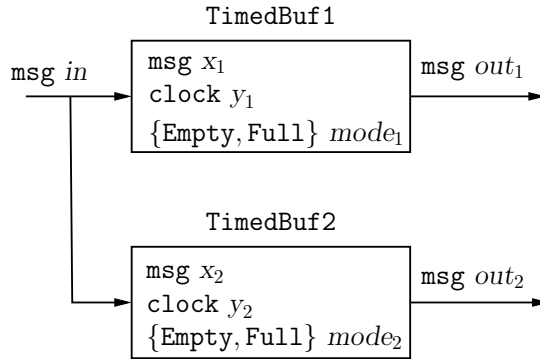 TimedBuf1
msg in
msg x₁
clock y₁
{Empty, Full} mode₁
msg out₁
TimedBuf2
msg x₂
clock y₂
{Empty, Full} mode₂
msg out₂